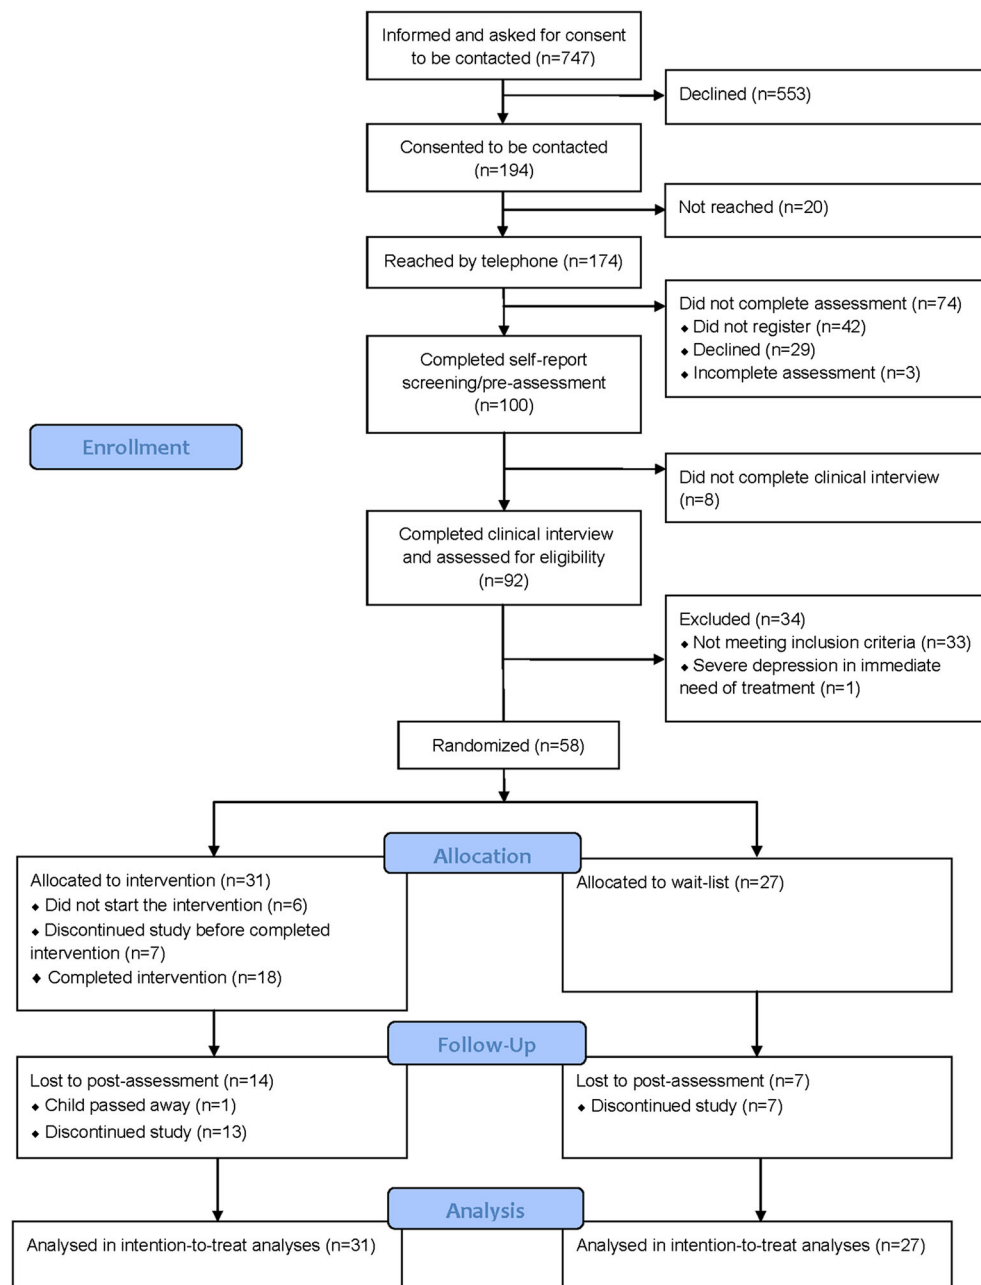 Informed and asked for consent
to be contacted (n=747)
Declined (n=553)
Consented to be contacted
(n=194)
Not reached (n=20)
Reached by telephone (n=174)
Did not complete assessment (n=74)
⬥ Did not register (n=42)
⬥ Declined (n=29)
⬥ Incomplete assessment (n=3)
Completed self-report
screening/pre-assessment
(n=100)
Enrollment
Did not complete clinical interview
(n=8)
Completed clinical interview
and assessed for eligibility
(n=92)
Excluded (n=34)
⬥ Not meeting inclusion criteria (n=33)
⬥ Severe depression in immediate
need of treatment (n=1)
Randomized (n=58)
Allocation
Allocated to intervention (n=31)
⬥ Did not start the intervention (n=6)
⬥ Discontinued study before completed
intervention (n=7)
⬥ Completed intervention (n=18)
Allocated to wait-list (n=27)
Follow-Up
Lost to post-assessment (n=14)
⬥ Child passed away (n=1)
⬥ Discontinued study (n=13)
Lost to post-assessment (n=7)
⬥ Discontinued study (n=7)
Analysis
Analysed in intention-to-treat analyses (n=31)
Analysed in intention-to-treat analyses (n=27)